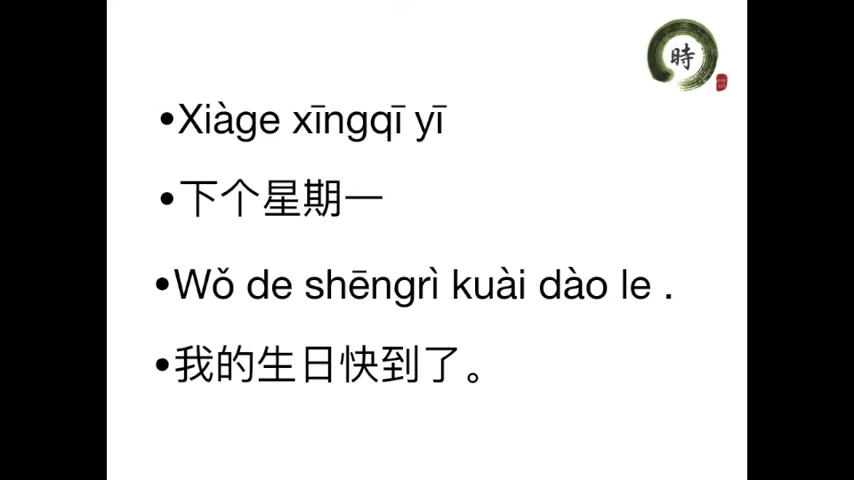 時
•Xiàge xīngqī yī
•下个星期一
•Wǒ de shēngrì kuài dào le .
•我的生日快到了。